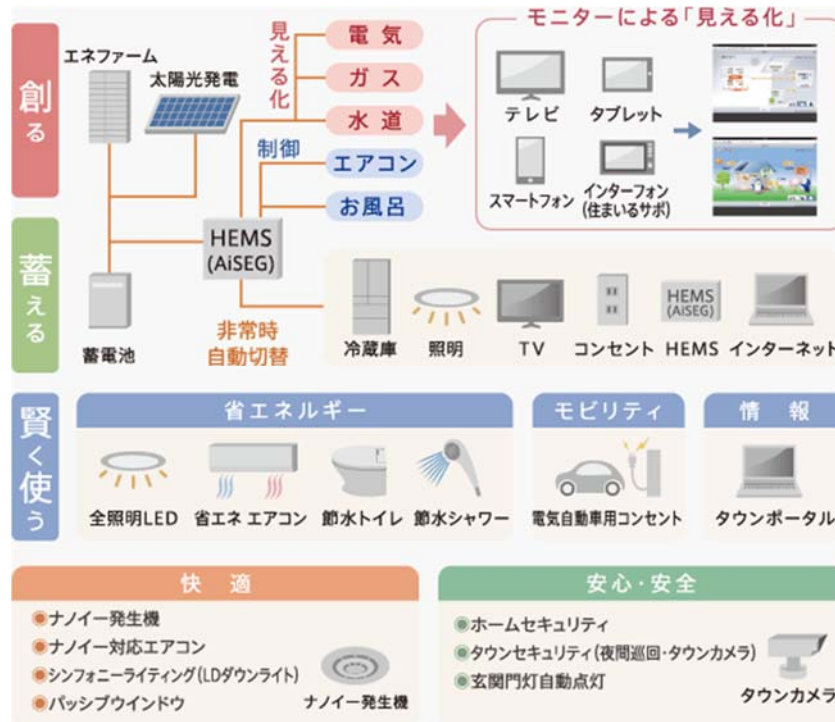 創る
エネファーム
太陽光発電
見える化
電気
ガス
水道
制御
エアコン
お風呂
モニターによる「見える化」
テレビ
タブレット
スマートフォン
インターフォン
(住まいるサポ)
蓄える
HEMS
(AiSEG)
蓄電池
非常時
自動切替
冷蔵庫
照明
TV
コンセント
HEMS
(AiSEG)
HEMS
インターネット
賢く使う
省エネルギー
全照明LED
省エネ エアコン
節水トイレ
節水シャワー
モビリティ
電気自動車用コンセント
情報
タウンポータル
快適
◉ナノイー発生機
◉ナノイー対応エアコン
◉シンフォニーライティング(LDダウンライト)
◉パッシブウインドウ
ナノイー発生機
安心・安全
◉ホームセキュリティ
◉タウンセキュリティ(夜間巡回・タウンカメラ)
◉玄関門灯自動点灯
タウンカメラ